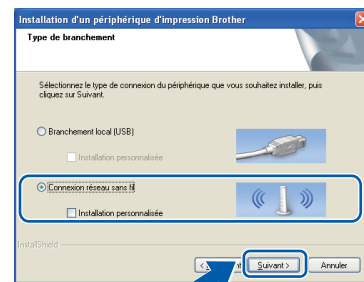 Installation d'un périphérique d'impression Brother
Type de branchement
Sélectionnez le type de connexion du périphérique que vous souhaitez installer, puis
cliquez sur Suivant.
Branchement local (USB)
Installation personnalisée
Connexion réseau sans fil
Installation personnalisée
InstallShield
Suivant > Annuler